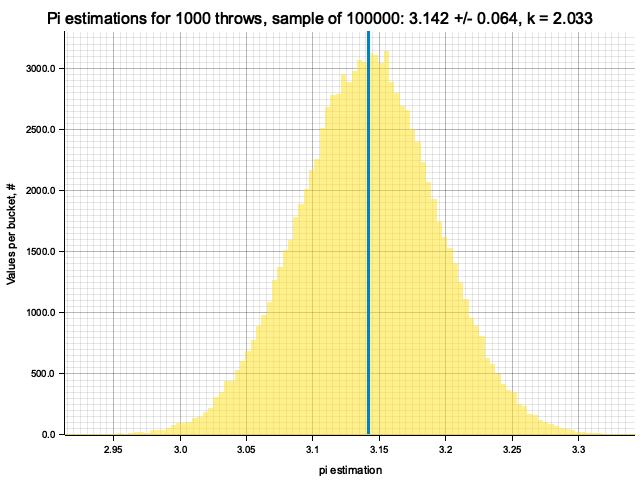 Pi estimations for 1000 throws, sample of 100000: 3.142 +/- 0.064, k = 2.033
3000.0
2500.0
2000.0
1500.0
1000.0
500.0
0.0
Values per bucket, #
2.95 3.0 3.05 3.1 3.15 3.2 3.25 3.3
pi estimation